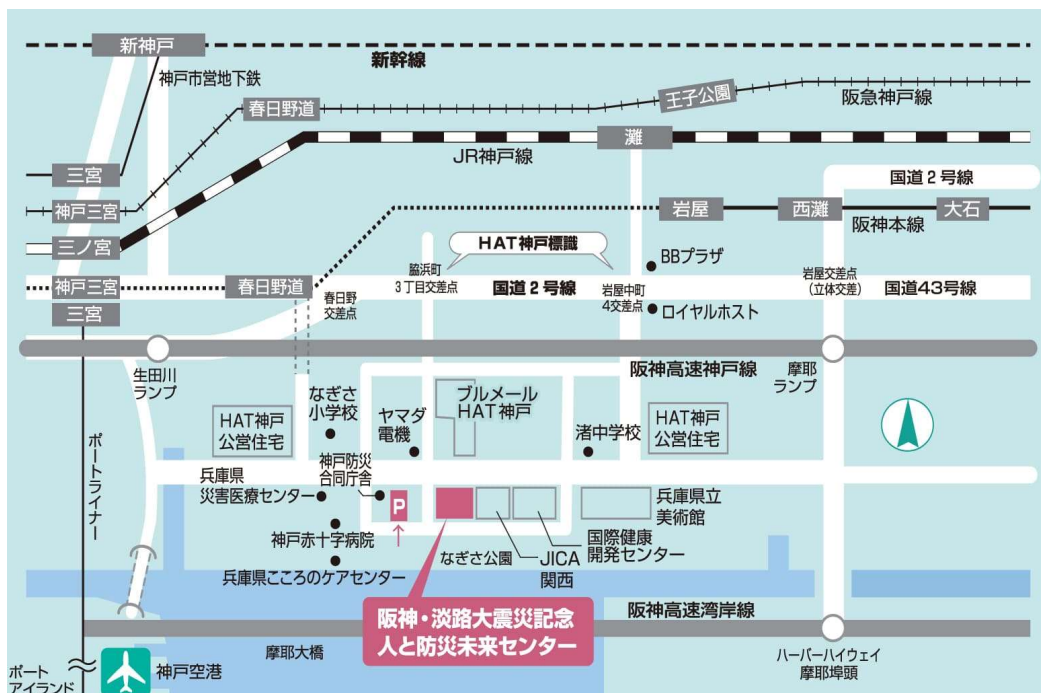 新神戸
新幹線
神戸市営地下鉄
春日野道
王子公園
阪急神戸線
灘
JR神戸線
三宮
国道2号線
神戸三宮
岩屋
西灘
大石
阪神本線
三ノ宮
HAT神戸標識
BBプラザ
神戸三宮
春日野道
春日野
交差点
脇浜町
3丁目交差点
国道2号線
岩屋中町
4交差点
岩屋交差点
(立体交差)
国道43号線
三宮
ロイヤルホスト
生田川
ランプ
阪神高速神戸線
摩耶
ランプ
HAT神戸
公営住宅
なぎさ
小学校
ヤマダ
電機
ブルメール
HAT神戸
渚中学校
HAT神戸
公営住宅
ポートライナー
兵庫県
災害医療センター
神戸防災
合同庁舎
P
兵庫県立
美術館
神戸赤十字病院
なぎさ公園
JICA
関西
国際健康
開発センター
兵庫県こころのケアセンター
阪神・淡路大震災記念
人と防災未来センター
阪神高速湾岸線
摩耶大橋
ハーバーハイウェイ
摩耶埠頭
神戸空港
ポート
アイランド